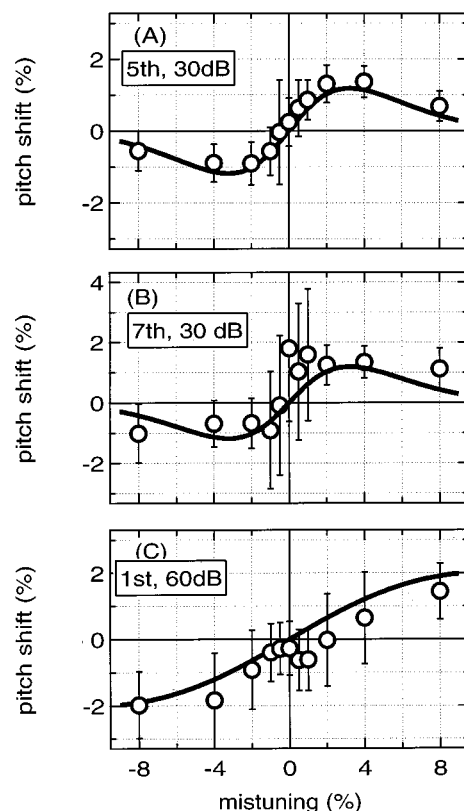 (A)
5th, 30dB
2
0
-2
pitch shift (%)
(B)
7th, 30 dB
4
2
0
-2
pitch shift (%)
(C)
1st, 60dB
2
0
-2
pitch shift (%)
-8 -4 0 4 8
mistuning (%)